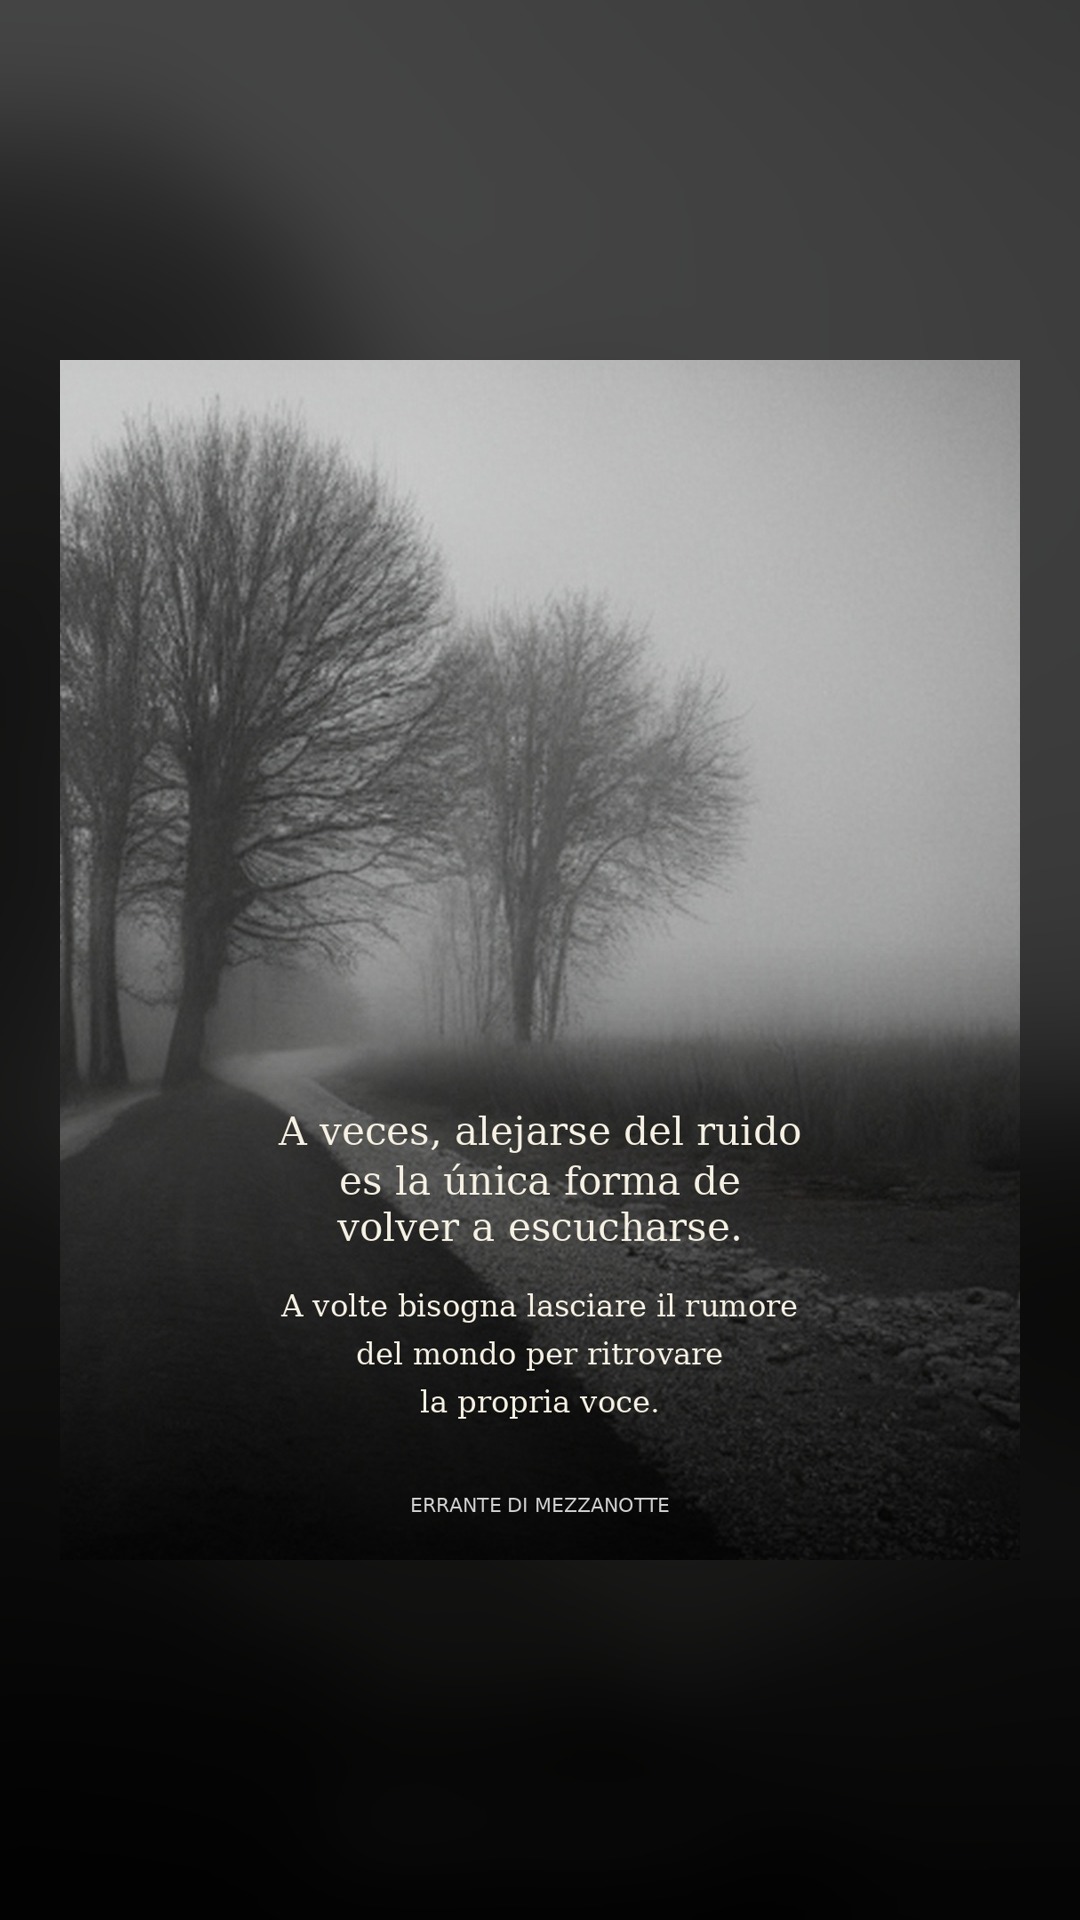 A veces, alejarse del ruido
es la única forma de
volver a escucharse.
A volte bisogna lasciare il rumore
del mondo per ritrovare
la propria voce.
ERRANTE DI MEZZANOTTE